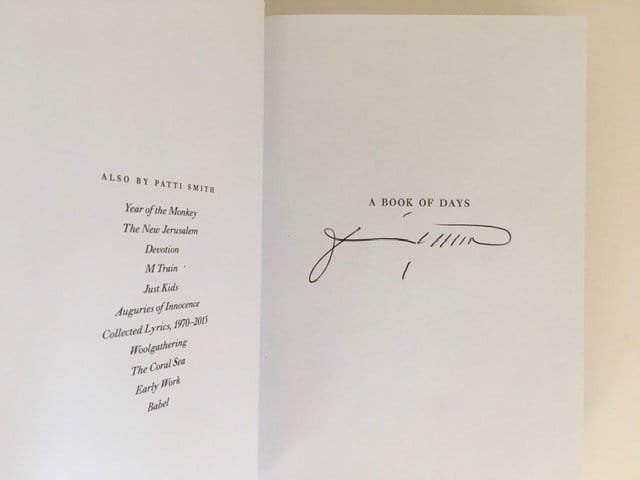 ALSO BY PATTI SMITH
Year of the Monkey
The New Jerusalem
Devotion
M Train
Just Kids
Auguries of Innocence
Collected Lyrics, 1970–2015
Woolgathering
The Coral Sea
Early Work
Babel
A BOOK OF DAYS